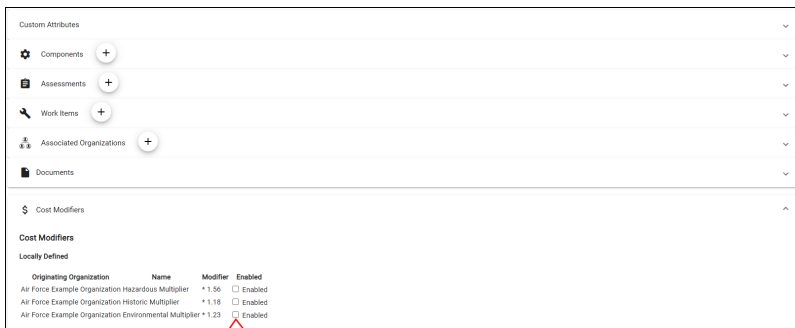 Custom Attributes
Components
Assessments
Work Items
Associated Organizations
Documents
$ Cost Modifiers
Cost Modifiers
Locally Defined
Originating Organization Name Modifier Enabled
Air Force Example Organization Hazardous Multiplier * 1.56 Enabled
Air Force Example Organization Historic Multiplier * 1.18 Enabled
Air Force Example Organization Environmental Multiplier * 1.23 Enabled